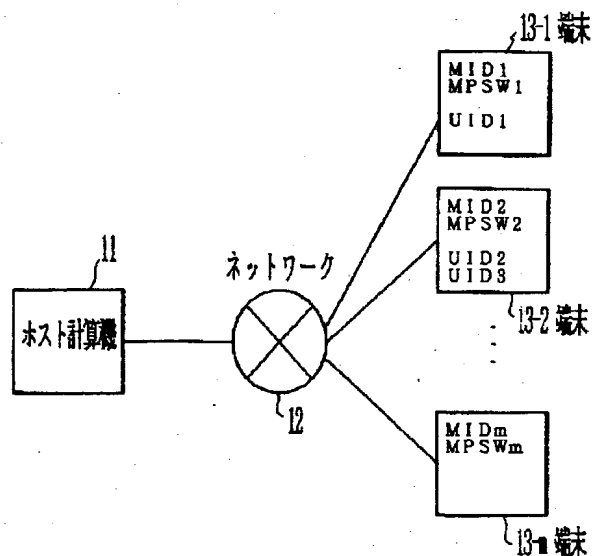 13-1 端末
MID1
MPSW1
UID1
MID2
MPSW2
UID2
UID3
13-2 端末
11
ホスト計算機
ネットワーク
12
MIDm
MPSWm
13-m 端末